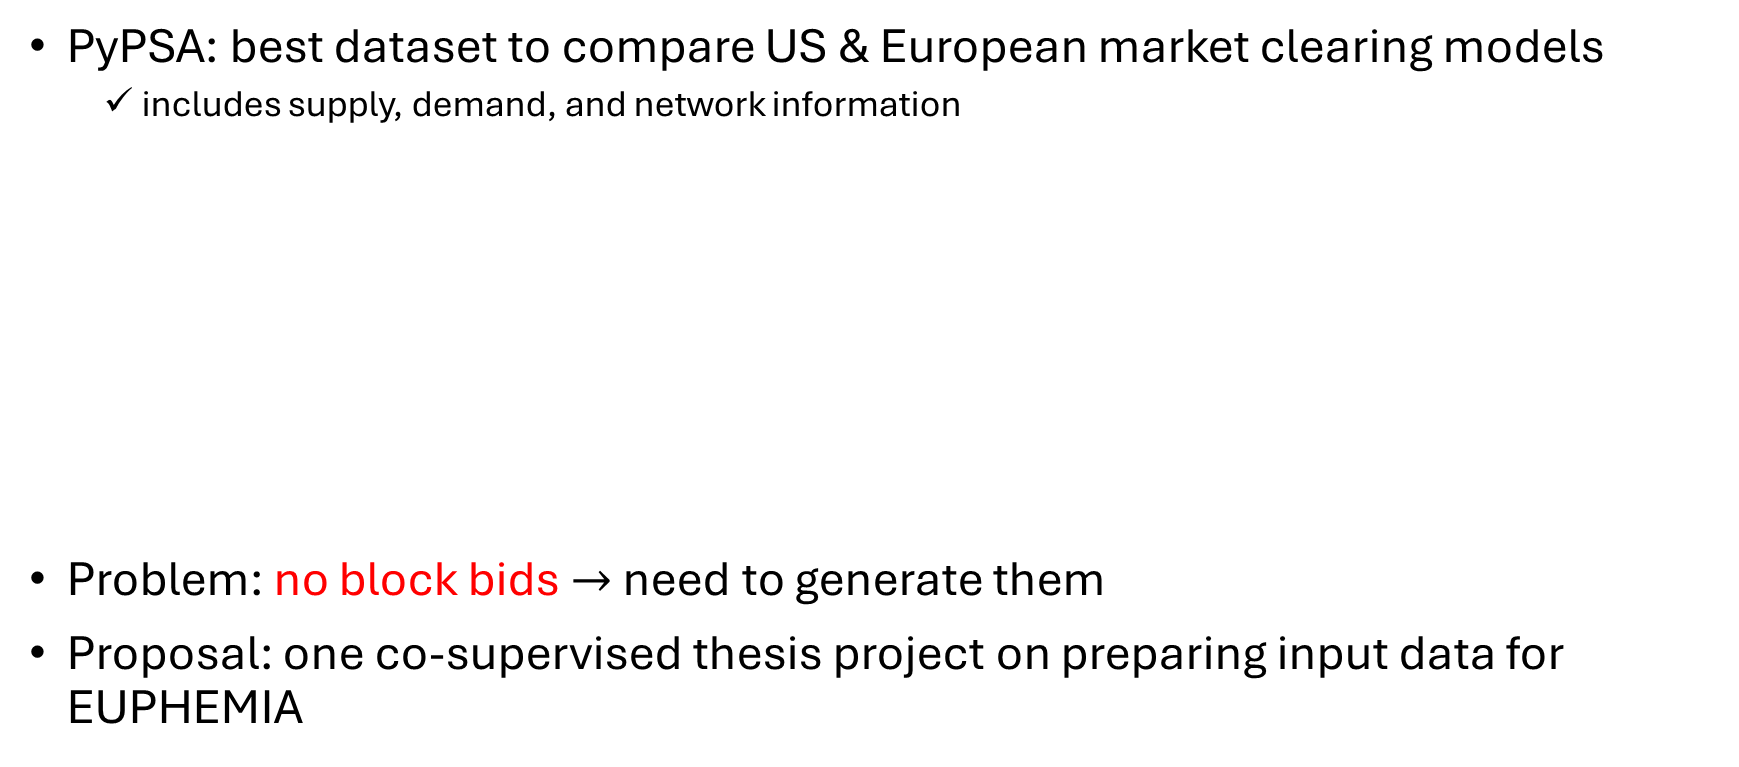 • PyPSA: best dataset to compare US & European market clearing models
✓ includes supply, demand, and network information
• Problem: no block bids → need to generate them
• Proposal: one co-supervised thesis project on preparing input data for
EUPHEMIA